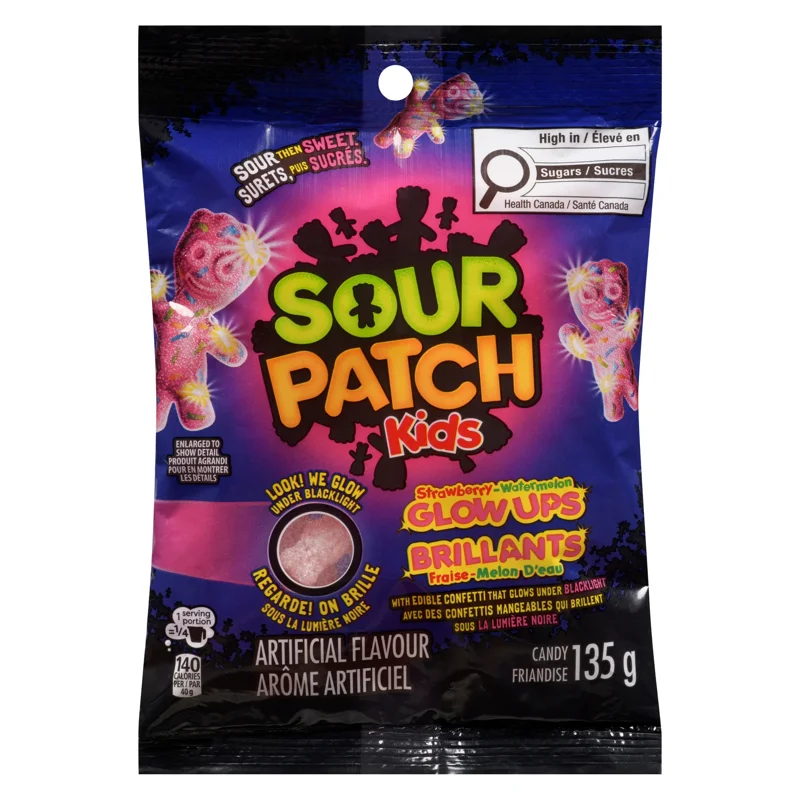 SOUR THEN SWEET.
SURETS, PUIS SUCRÉS.
High in / Élevé en
Sugars / Sucres
Health Canada / Santé Canada
SOUR
PATCH
Kids
ENLARGED TO
SHOW DETAIL
PRODUIT AGRANDI
POUR EN MONTRER
LES DÉTAILS
LOOK! WE GLOW
UNDER BLACKLIGHT
REGARDE! ON BRILLE
SOUS LA LUMIÈRE NOIRE
Strawberry-Watermelon
GLOW UPS
BRILLANTS
Fraise-Melon D'eau
WITH EDIBLE CONFETTI THAT GLOWS UNDER BLACKLIGHT
AVEC DES CONFETTIS MANGEABLES QUI BRILLENT
SOUS LA LUMIÈRE NOIRE
1 serving
portion
=1/4
140
CALORIES
PER / PAR
40 g
ARTIFICIAL FLAVOUR
ARÔME ARTIFICIEL
CANDY
FRIANDISE
135 g